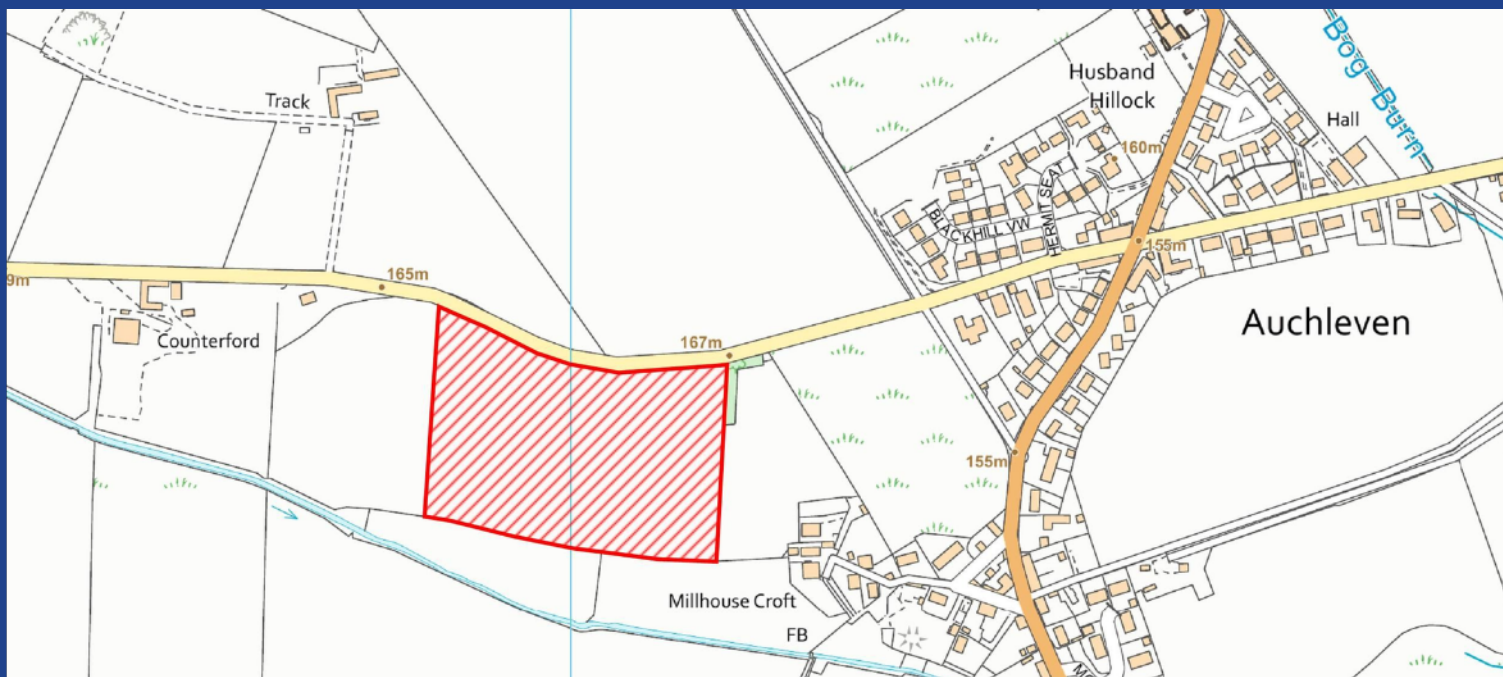 Bog Burn
Husband
Hillock
Track
Hall
160m
HERMIT SEAT
BLACKHILL VW
155m
165m
9m
Auchleven
Counterford
167m
155m
Millhouse Croft
FB